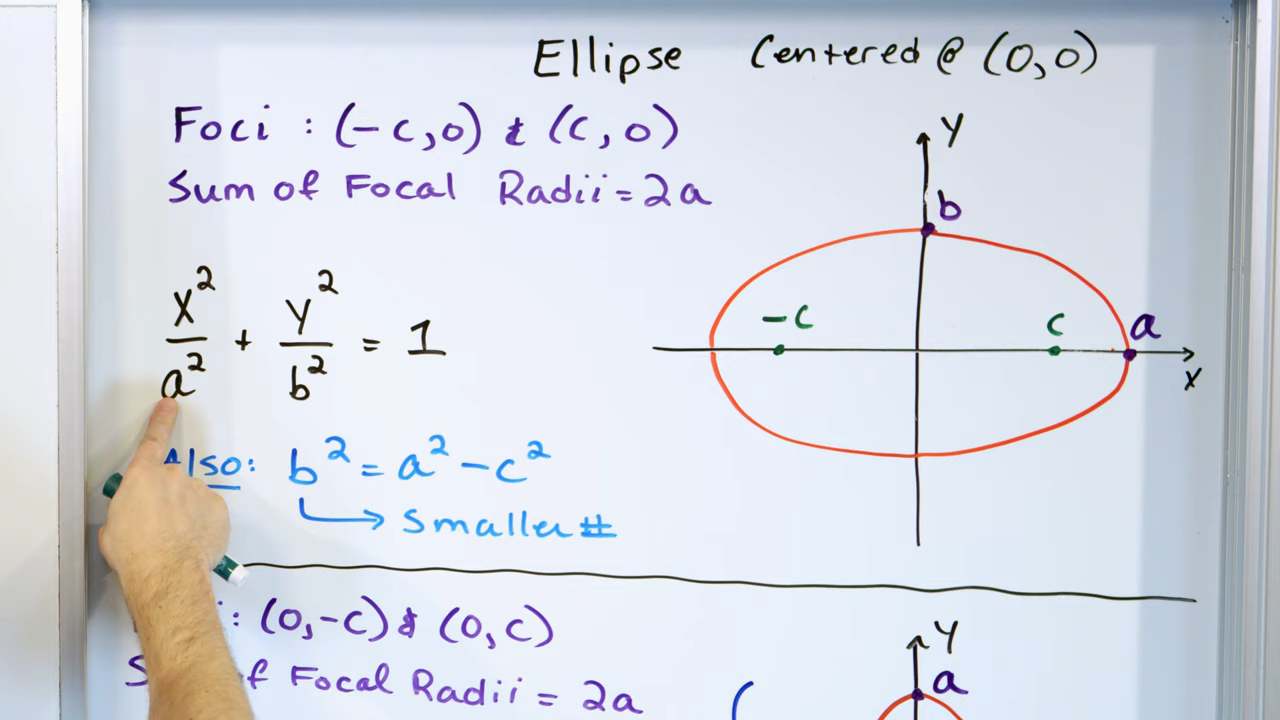 Ellipse Centered @ (0,0)
Foci : (-c,0) & (c,0)
Sum of Focal Radii = 2a
x²/a² + y²/b² = 1
Also: b² = a² - c²
Smaller #
y
b
-c
c
a
x
: (0,-c) & (0,c)
of Focal Radii = 2a
y
a